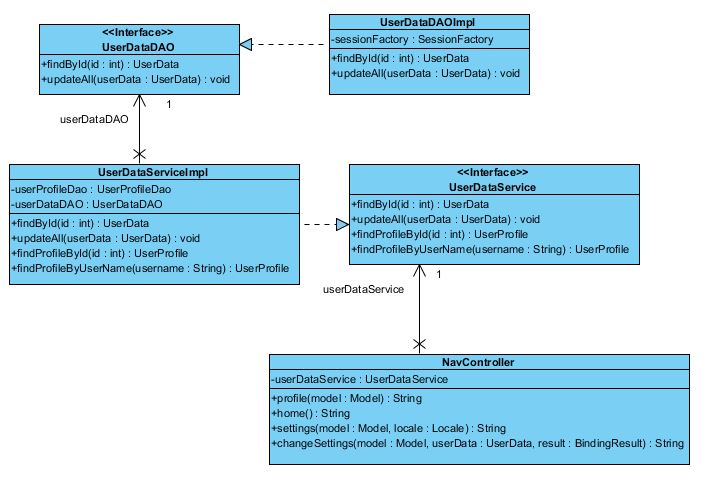 <<Interface>>
UserDataDAO
+findById(id : int) : UserData
+updateAll(userData : UserData) : void
UserDataDAOImpl
-sessionFactory : SessionFactory
+findById(id : int) : UserData
+updateAll(userData : UserData) : void
1
userDataDAO
UserDataServiceImpl
-userProfileDao : UserProfileDao
-userDataDAO : UserDataDAO
+findById(id : int) : UserData
+updateAll(userData : UserData) : void
+findProfileById(id : int) : UserProfile
+findProfileByUserName(username : String) : UserProfile
<<Interface>>
UserDataService
+findById(id : int) : UserData
+updateAll(userData : UserData) : void
+findProfileById(id : int) : UserProfile
+findProfileByUserName(username : String) : UserProfile
1
userDataService
NavController
-userDataService : UserDataService
+profile(model : Model) : String
+home() : String
+settings(model : Model, locale : Locale) : String
+changeSettings(model : Model, userData : UserData, result : BindingResult) : String